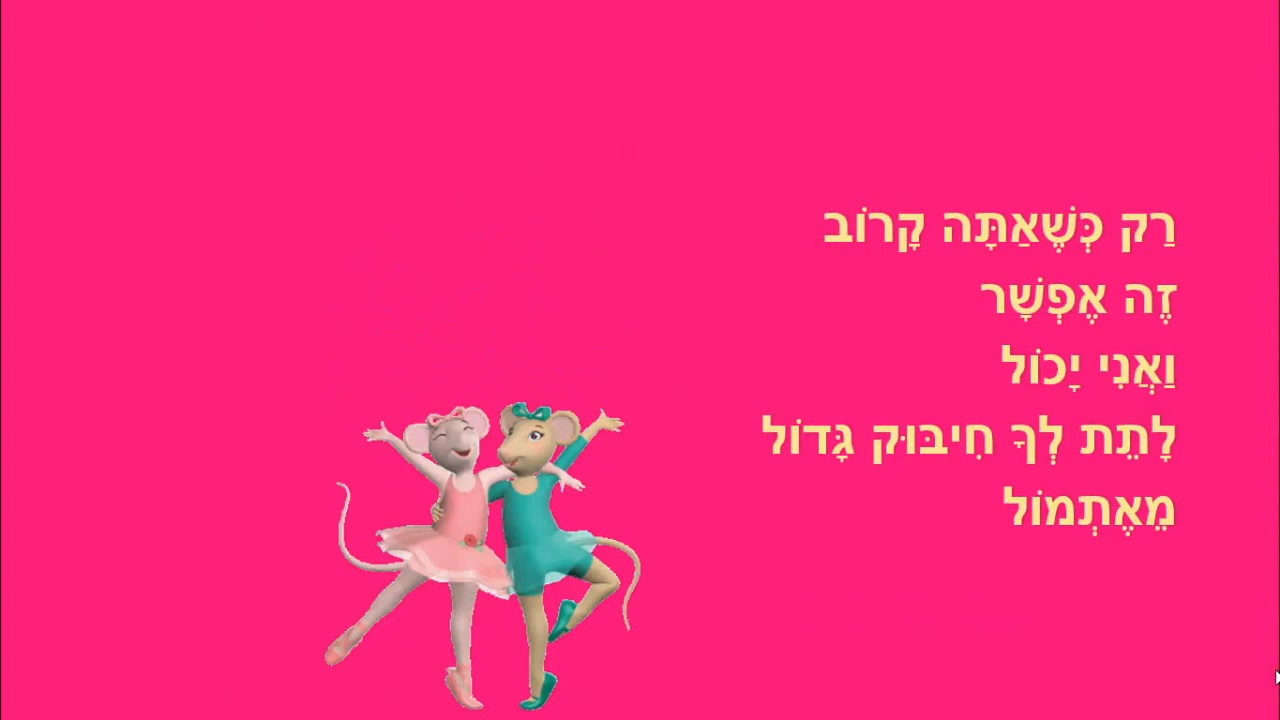 רַק כְּשֶׁאַתָּה קָרוֹב
זֶה אֶפְשָׁר
וַאֲנִי יָכוֹל
לָתֵת לְךָ חִיבּוּק גָּדוֹל
מֵאֶתְמוֹל